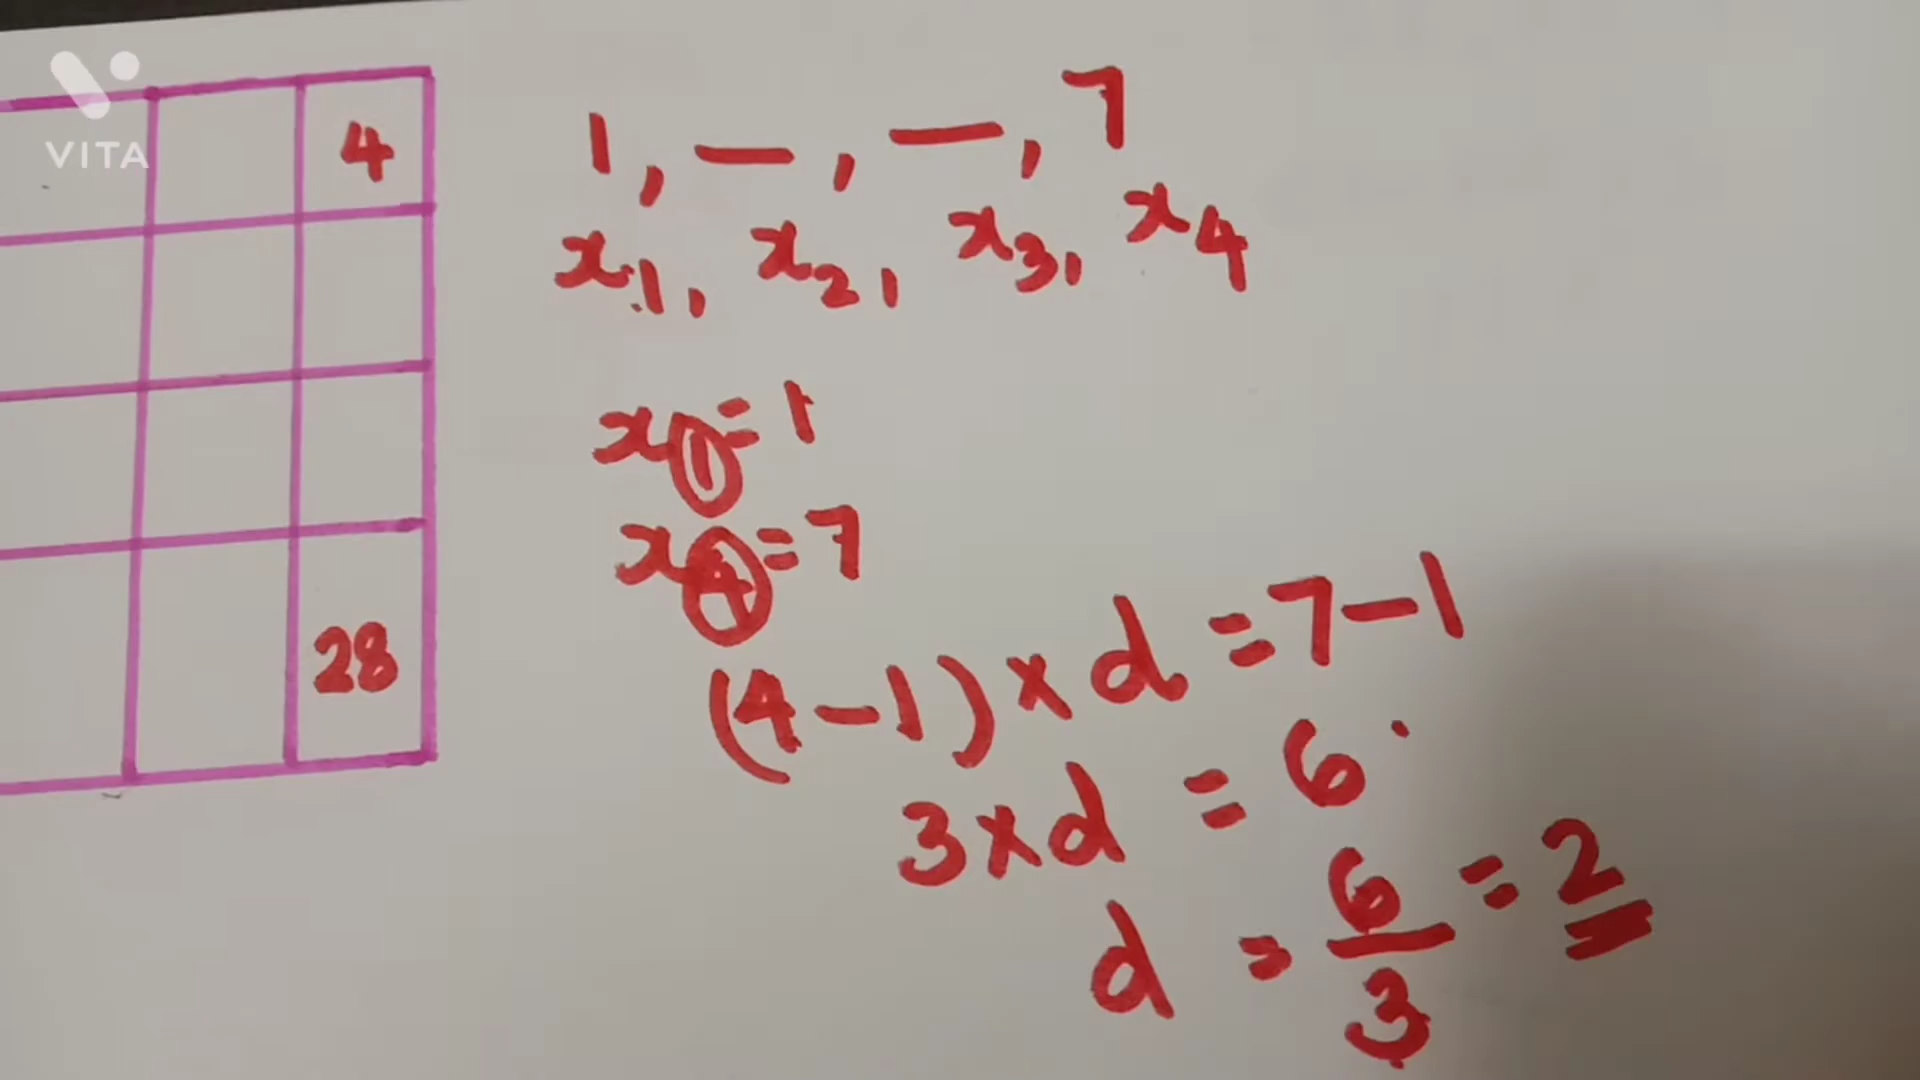 VITA
4
28
1, —, —, 7
x1, x2, x3, x4
x1 = 1
x4 = 7
(4-1) × d = 7-1
3×d = 6
d = 6/3 = 2